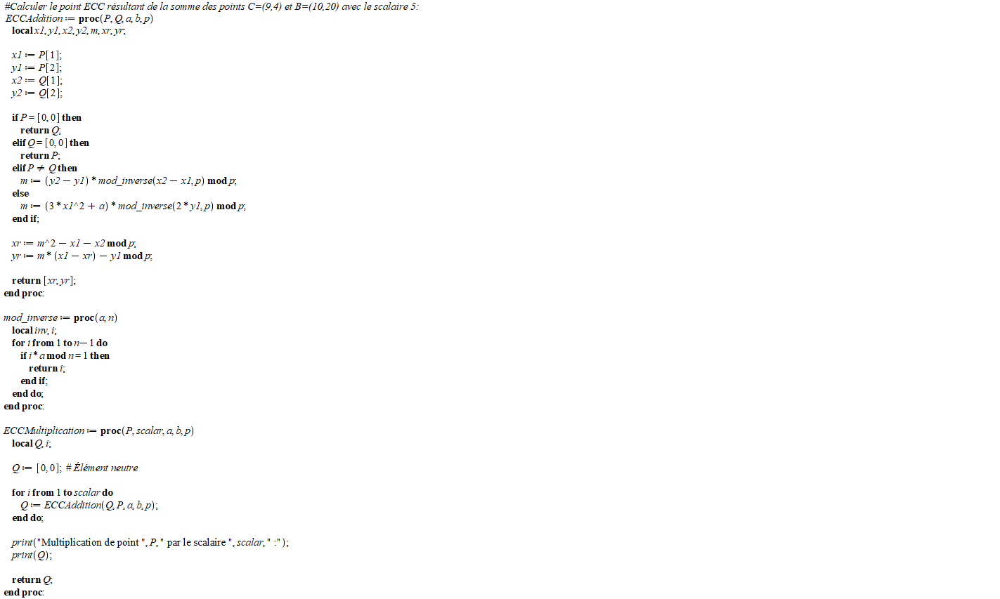 #Calculer le point ECC résultant de la somme des points C=(9,4) et B=(10,20) avec le scalaire 5:
ECCAddition := proc(P, Q, a, b, p)
local x1, y1, x2, y2, m, xr, yr;
x1 := P[1];
y1 := P[2];
x2 := Q[1];
y2 := Q[2];
if P = [0, 0] then
return Q;
elif Q = [0, 0] then
return P;
elif P ≠ Q then
m := (y2 − y1) * mod_inverse(x2 − x1, p) mod p;
else
m := (3 * x1^2 + a) * mod_inverse(2 * y1, p) mod p;
end if;
xr := m^2 − x1 − x2 mod p;
yr := m * (x1 − xr) − y1 mod p;
return [xr, yr];
end proc:
mod_inverse := proc(a, n)
local inv, i;
for i from 1 to n − 1 do
if i * a mod n = 1 then
return i;
end if;
end do;
end proc:
ECCMultiplication := proc(P, scalar, a, b, p)
local Q, i;
Q := [0, 0]; # Élément neutre
for i from 1 to scalar do
Q := ECCAddition(Q, P, a, b, p);
end do;
print("Multiplication de point ", P, " par le scalaire ", scalar, " :");
print(Q);
return Q;
end proc: